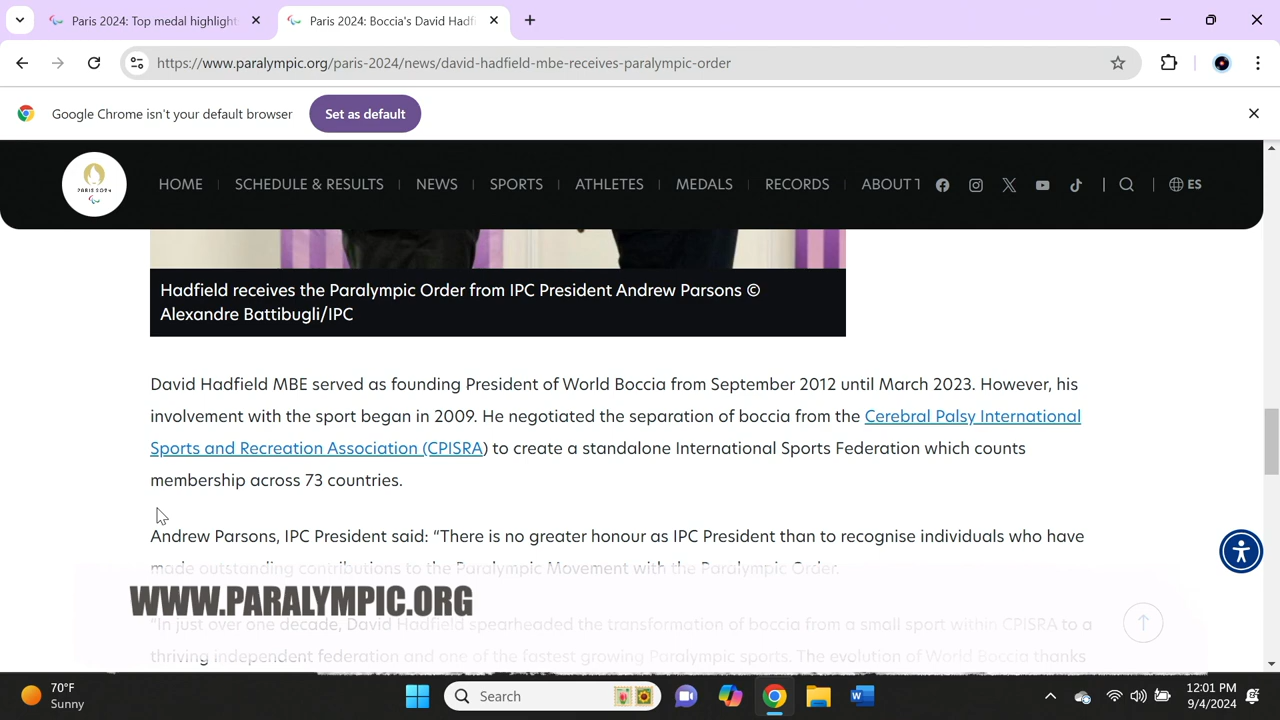 Paris 2024: Top medal highlight
Paris 2024: Boccia's David Hadfi
https://www.paralympic.org/paris-2024/news/david-hadfield-mbe-receives-paralympic-order
Google Chrome isn't your default browser
Set as default
PARIS 2024
HOME
SCHEDULE & RESULTS
NEWS
SPORTS
ATHLETES
MEDALS
RECORDS
ABOUT T
ES
Hadfield receives the Paralympic Order from IPC President Andrew Parsons ©
Alexandre Battibugli/IPC
David Hadfield MBE served as founding President of World Boccia from September 2012 until March 2023. However, his
involvement with the sport began in 2009. He negotiated the separation of boccia from the Cerebral Palsy International
Sports and Recreation Association (CPISRA) to create a standalone International Sports Federation which counts
membership across 73 countries.
Andrew Parsons, IPC President said: “There is no greater honour as IPC President than to recognise individuals who have
made outstanding contributions to the Paralympic Movement with the Paralympic Order.
WWW.PARALYMPIC.ORG
“In just over one decade, David Hadfield spearheaded the transformation of boccia from a small sport within CPISRA to a
thriving independent federation and one of the fastest growing Paralympic sports. The evolution of World Boccia thanks
70°F
Sunny
Search
12:01 PM
9/4/2024